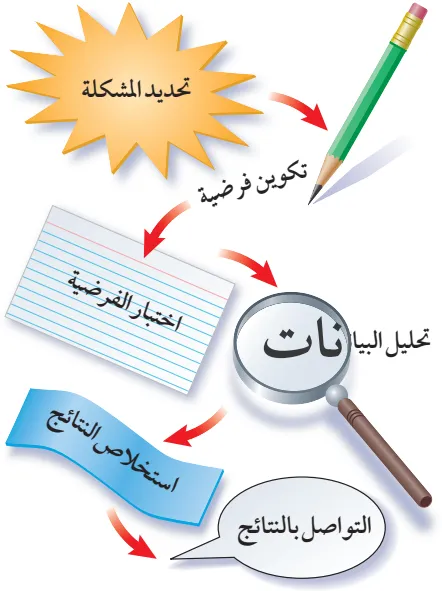 تحديد المشكلة
تكوين فرضية
اختبار الفرضية
تحليل البيانات
استخلاص النتائج
التواصل بالنتائج